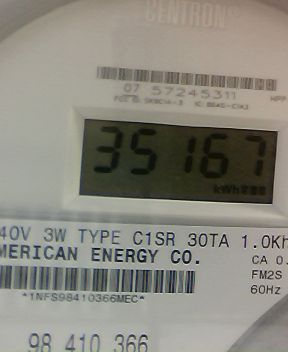 CENTRON®
07 57245311
35167
kWh
40V 3W TYPE C1SR 30TA 1.0Kh
MERICAN ENERGY CO.
CA 0.
FM2S
*1NFS98410366MEC*
60Hz
98 410 366